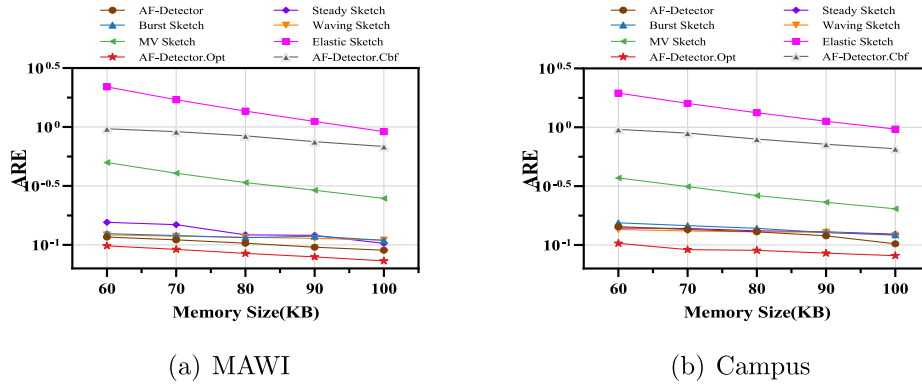 AF-Detector Steady Sketch
Burst Sketch Waving Sketch
MV Sketch Elastic Sketch
AF-Detector.Opt AF-Detector.Cbf
10^0.5
10^0
10^-0.5
10^-1
ARE
60 70 80 90 100
Memory Size(KB)
(a) MAWI
AF-Detector Steady Sketch
Burst Sketch Waving Sketch
MV Sketch Elastic Sketch
AF-Detector.Opt AF-Detector.Cbf
10^0.5
10^0
10^-0.5
10^-1
ARE
60 70 80 90 100
Memory Size(KB)
(b) Campus